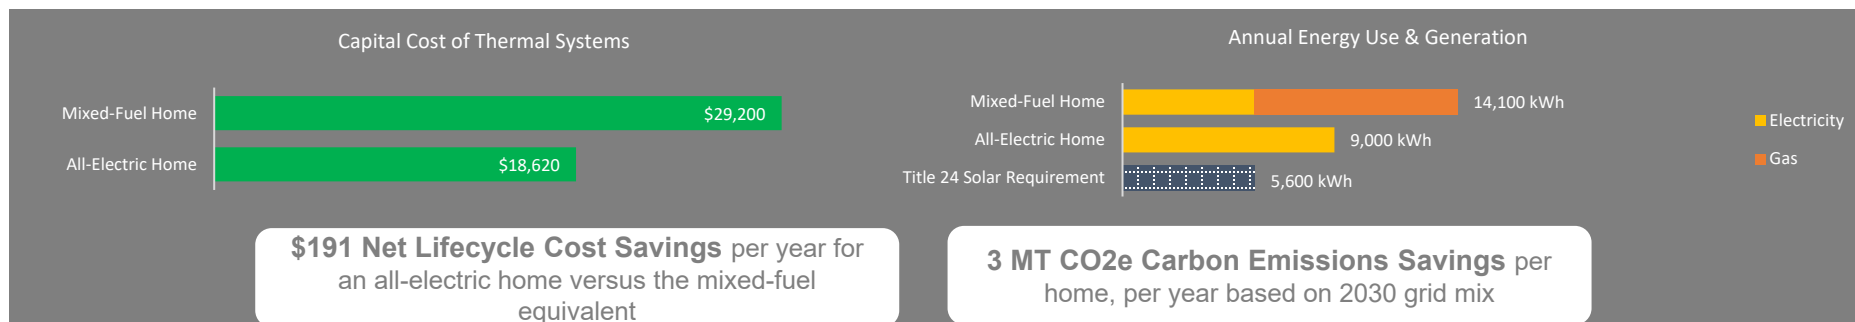 Capital Cost of Thermal Systems
Mixed-Fuel Home
$29,200
All-Electric Home
$18,620
$191 Net Lifecycle Cost Savings per year for
an all-electric home versus the mixed-fuel
equivalent
Annual Energy Use & Generation
Mixed-Fuel Home
14,100 kWh
All-Electric Home
9,000 kWh
Title 24 Solar Requirement
5,600 kWh
Electricity
Gas
3 MT CO2e Carbon Emissions Savings per
home, per year based on 2030 grid mix